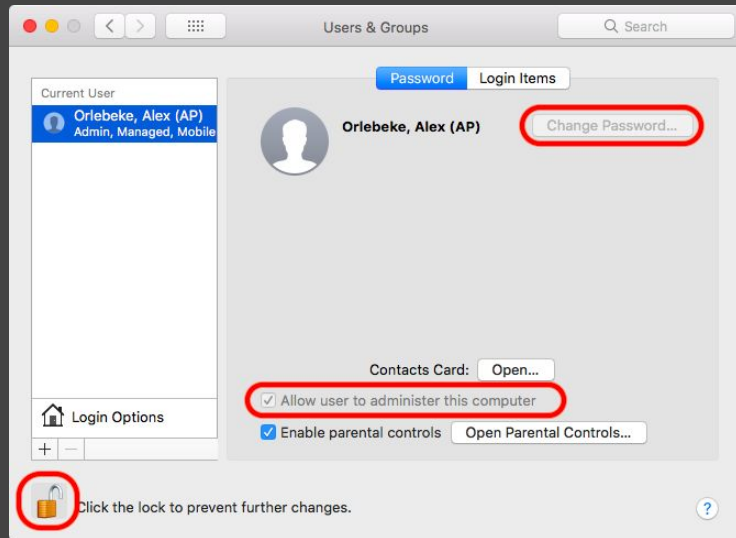 Users & Groups
Search
Current User
Orlebeke, Alex (AP)
Admin, Managed, Mobile
Login Options
+ −
Password Login Items
Orlebeke, Alex (AP)
Change Password...
Contacts Card: Open...
Allow user to administer this computer
Enable parental controls Open Parental Controls...
Click the lock to prevent further changes.
?